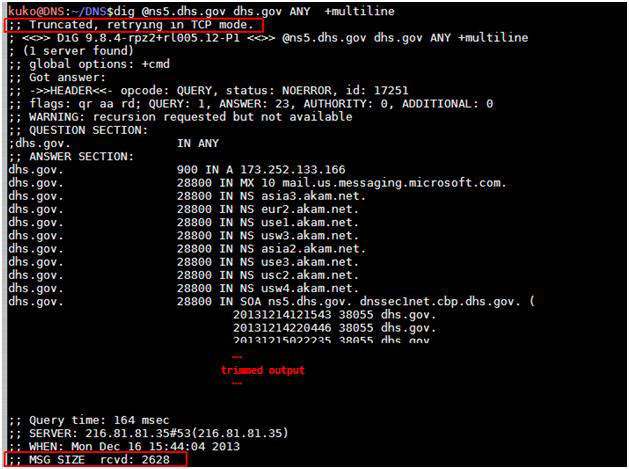 kuko@DNS:~/DNS$dig @ns5.dhs.gov dhs.gov ANY +multiline
;; Truncated, retrying in TCP mode.
; <<>> DiG 9.8.4-rpz2+rl005.12-P1 <<>> @ns5.dhs.gov dhs.gov ANY +multiline
; (1 server found)
;; global options: +cmd
;; Got answer:
;; ->>HEADER<<- opcode: QUERY, status: NOERROR, id: 17251
;; flags: qr aa rd; QUERY: 1, ANSWER: 23, AUTHORITY: 0, ADDITIONAL: 0
;; WARNING: recursion requested but not available
;; QUESTION SECTION:
;dhs.gov. IN ANY
;; ANSWER SECTION:
dhs.gov. 900 IN A 173.252.133.166
dhs.gov. 28800 IN MX 10 mail.us.messaging.microsoft.com.
dhs.gov. 28800 IN NS asia3.akam.net.
dhs.gov. 28800 IN NS eur2.akam.net.
dhs.gov. 28800 IN NS use1.akam.net.
dhs.gov. 28800 IN NS usw3.akam.net.
dhs.gov. 28800 IN NS asia2.akam.net.
dhs.gov. 28800 IN NS use3.akam.net.
dhs.gov. 28800 IN NS usc2.akam.net.
dhs.gov. 28800 IN NS usw4.akam.net.
dhs.gov. 28800 IN SOA ns5.dhs.gov. dnssec1net.cbp.dhs.gov. (
20131214121543 38055 dhs.gov.
20131214220446 38055 dhs.gov.
20131215022235 38055 dhs.gov.
....
trimmed output
....
;; Query time: 164 msec
;; SERVER: 216.81.81.35#53(216.81.81.35)
;; WHEN: Mon Dec 16 15:44:04 2013
;; MSG SIZE rcvd: 2628